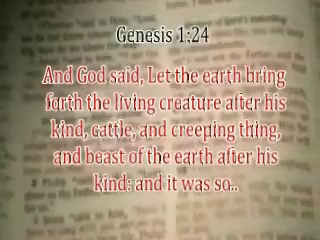 Genesis 1:24
And God said, Let the earth bring
forth the living creature after his
kind, cattle, and creeping thing,
and beast of the earth after his
kind: and it was so..